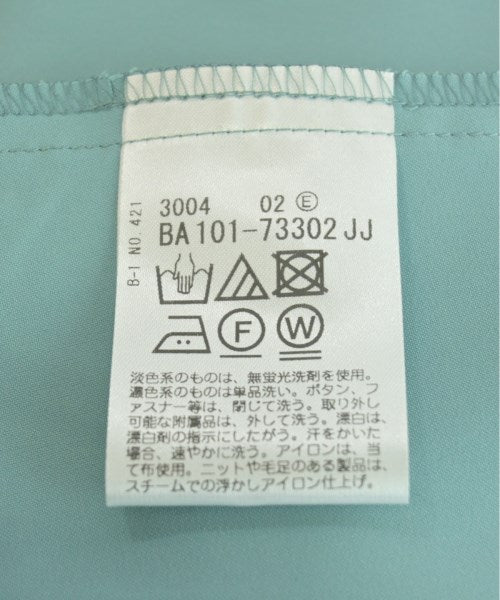 B-1 NO.421
3004 02 Ⓔ
BA101-73302JJ
F W
淡色系のものは、無蛍光洗剤を使用。
濃色系のものは単品洗い。ボタン、フ
ァスナー等は、閉じて洗う。取り外し
可能な附属品は、外して洗う。漂白は、
漂白剤の指示にしたがう。汗をかいた
場合、速やかに洗う。アイロンは、当
て布使用。ニットや毛足のある製品は、
スチームでの浮かしアイロン仕上げ。